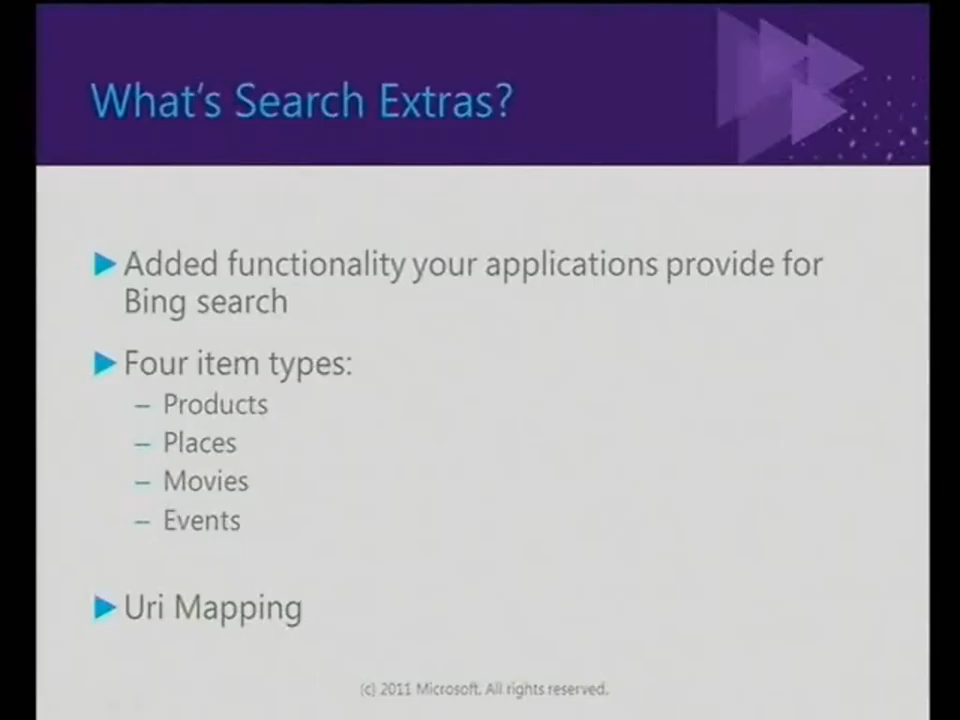 What's Search Extras?
▶ Added functionality your applications provide for
Bing search
▶ Four item types:
– Products
– Places
– Movies
– Events
▶ Uri Mapping
(c) 2011 Microsoft. All rights reserved.